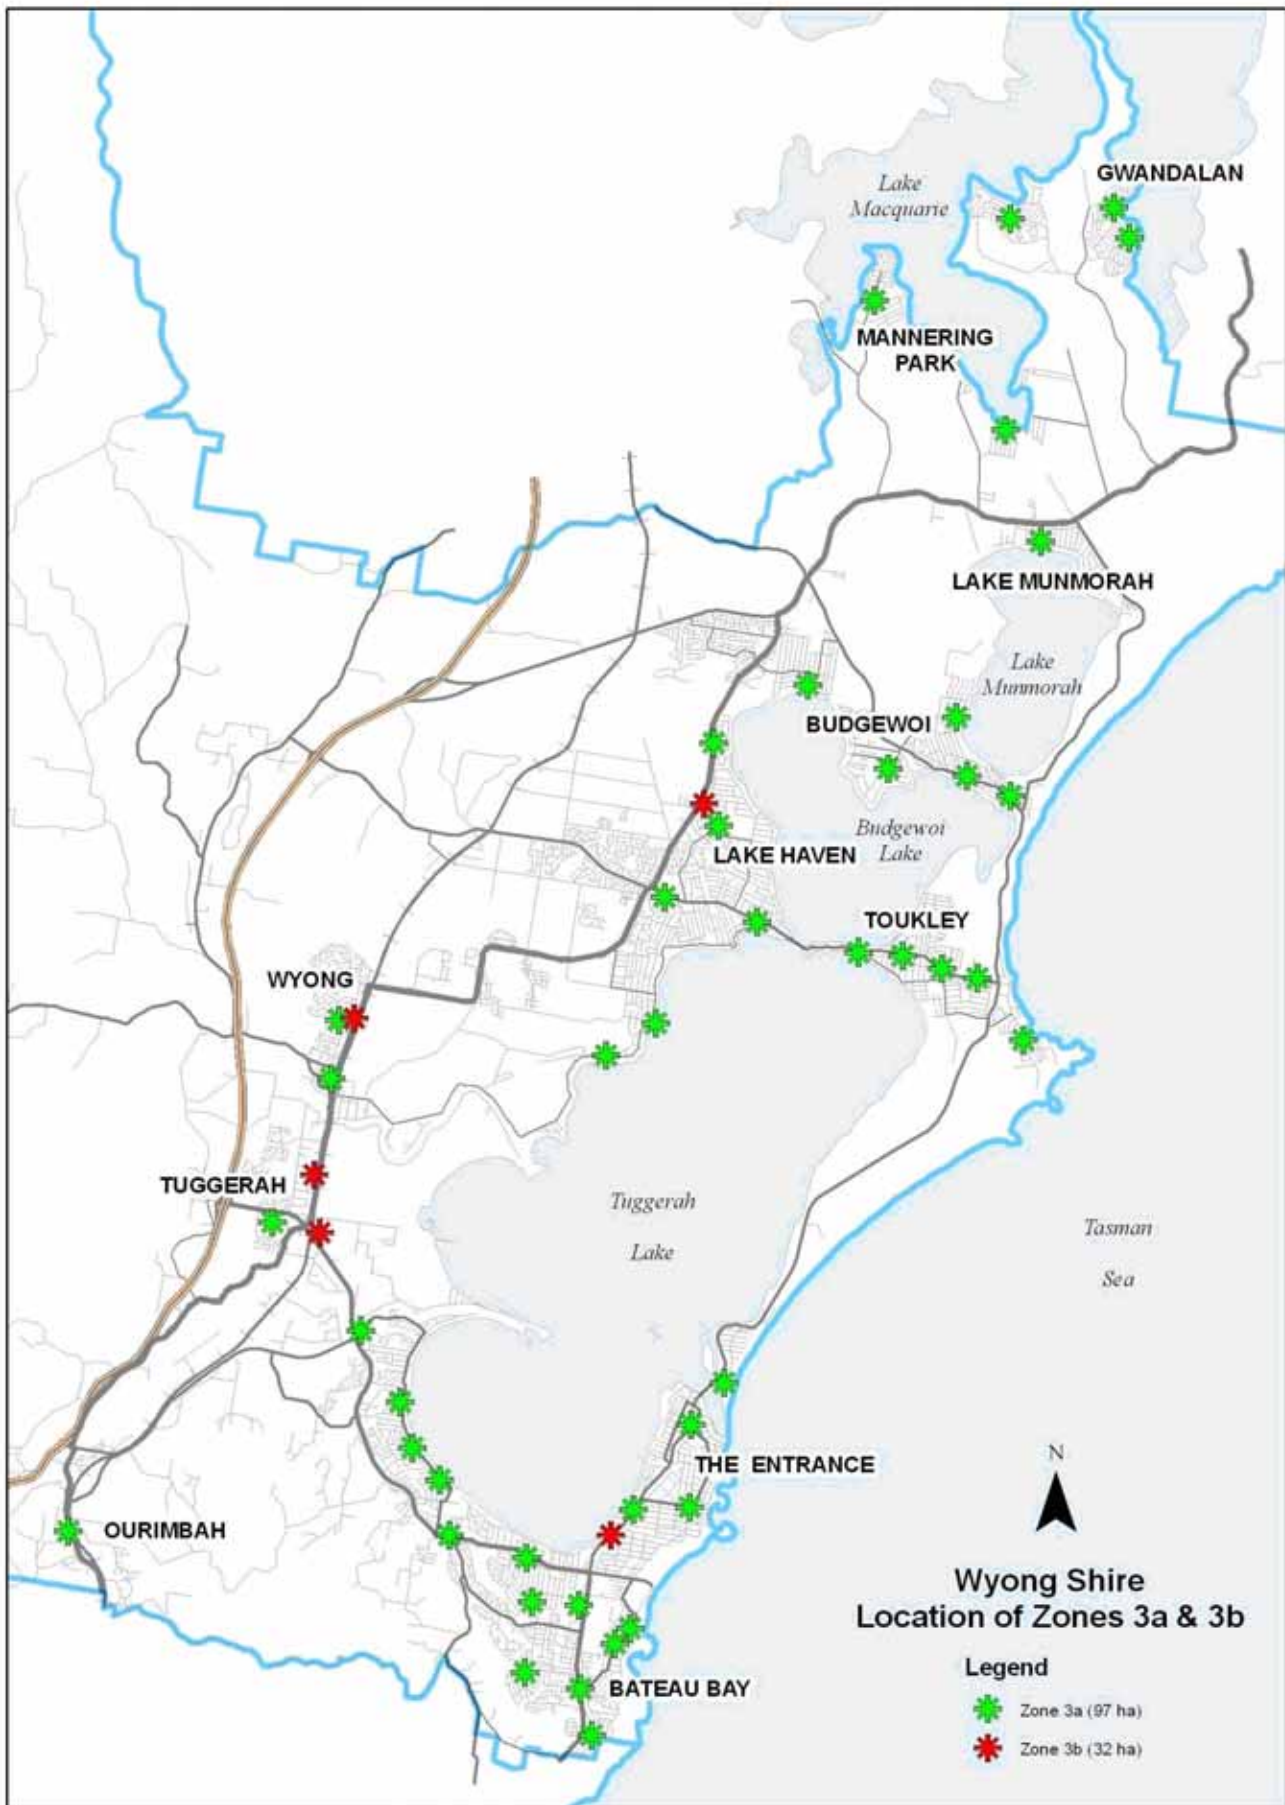 GWANDALAN
Lake
Macquarie
MANNERING
PARK
LAKE MUNMORAH
Lake
Munmorah
BUDGEWOI
Budgewoi
Lake
LAKE HAVEN
TOUKLEY
WYONG
TUGGERAH
Tuggerah
Lake
Tasman
Sea
THE ENTRANCE
OURIMBAH
BATEAU BAY
N
Wyong Shire
Location of Zones 3a & 3b
Legend
Zone 3a (97 ha)
Zone 3b (32 ha)